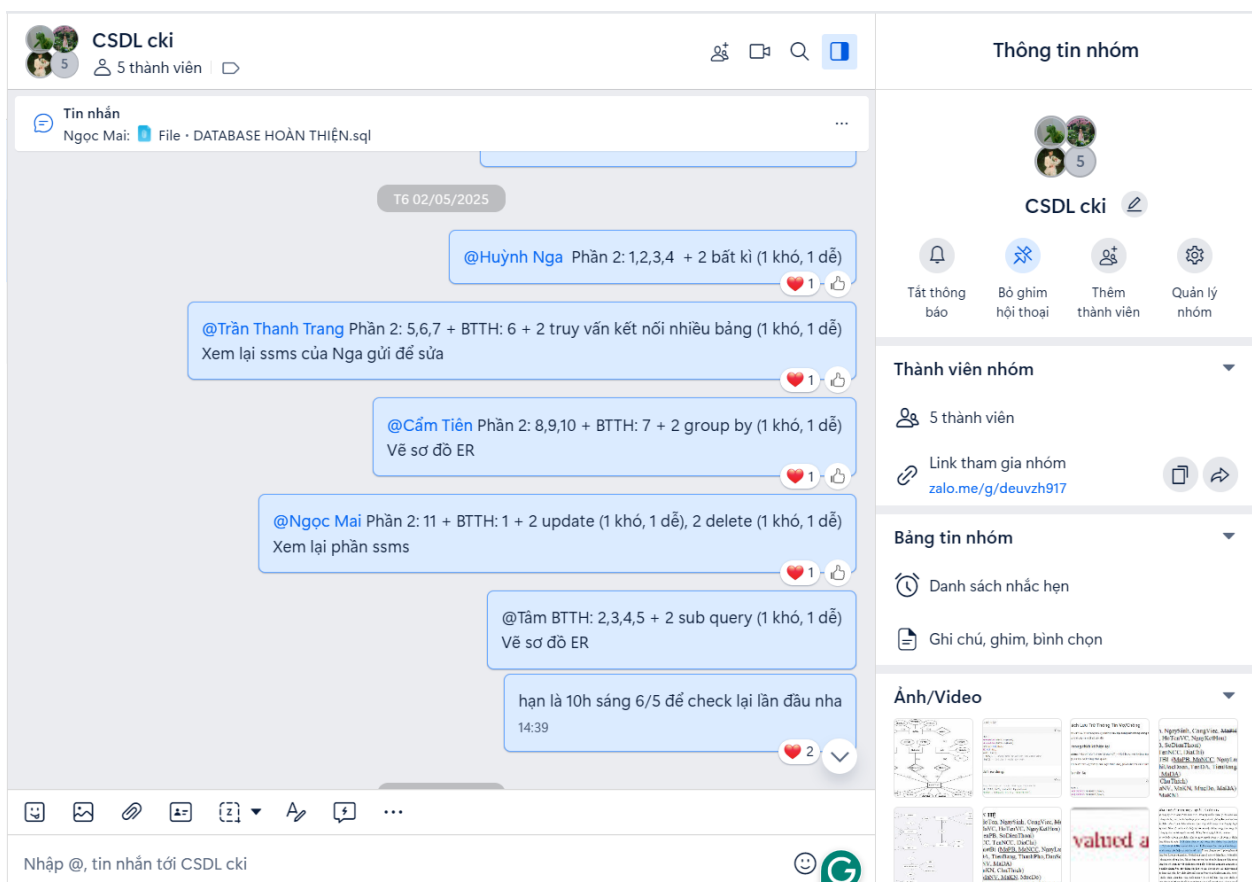 CSDL cki
5
5 thành viên
Tin nhắn
Ngọc Mai: File • DATABASE HOÀN THIỆN.sql
T6 02/05/2025
@Huỳnh Nga Phần 2: 1,2,3,4 + 2 bất kì (1 khó, 1 dễ)
1
@Trần Thanh Trang Phần 2: 5,6,7 + BTTH: 6 + 2 truy vấn kết nối nhiều bảng (1 khó, 1 dễ)
Xem lại ssms của Nga gửi để sửa
1
@Cẩm Tiên Phần 2: 8,9,10 + BTTH: 7 + 2 group by (1 khó, 1 dễ)
Vẽ sơ đồ ER
1
@Ngọc Mai Phần 2: 11 + BTTH: 1 + 2 update (1 khó, 1 dễ), 2 delete (1 khó, 1 dễ)
Xem lại phần ssms
1
@Tâm BTTH: 2,3,4,5 + 2 sub query (1 khó, 1 dễ)
Vẽ sơ đồ ER
hạn là 10h sáng 6/5 để check lại lần đầu nha
14:39
2
Nhập @, tin nhắn tới CSDL cki
Thông tin nhóm
5
CSDL cki
Tắt thông báo
Bỏ ghim hội thoại
Thêm thành viên
Quản lý nhóm
Thành viên nhóm
5 thành viên
Link tham gia nhóm
zalo.me/g/deuvzh917
Bảng tin nhóm
Danh sách nhắc hẹn
Ghi chú, ghim, bình chọn
Ảnh/Video
valued a